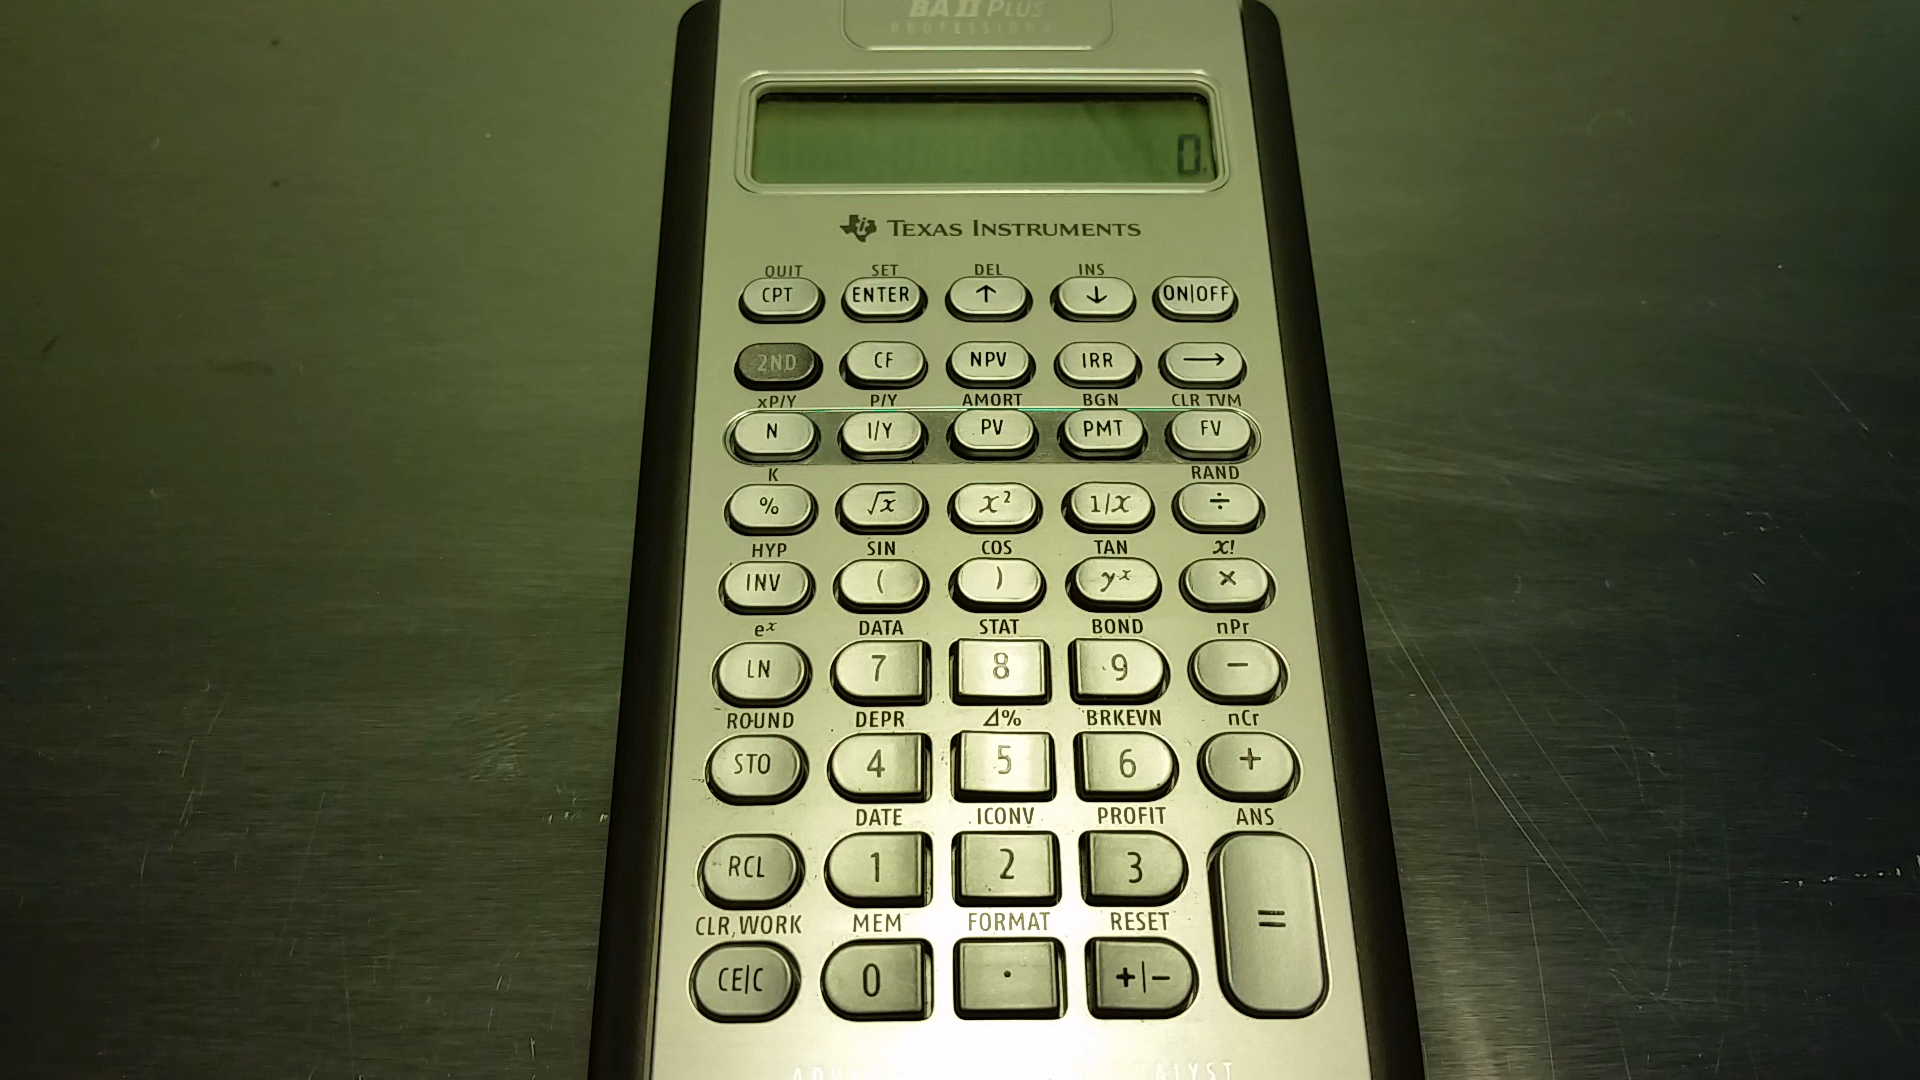 BA II PLUS
PROFESSIONAL
0.
TEXAS INSTRUMENTS
QUIT SET DEL INS
CPT ENTER ↑ ↓ ON|OFF
2ND CF NPV IRR →
xP/Y P/Y AMORT BGN CLR TVM
N I/Y PV PMT FV
K RAND
% √x x² 1/x ÷
HYP SIN COS TAN x!
INV ( ) yˣ ×
eˣ DATA STAT BOND nPr
LN 7 8 9 −
ROUND DEPR Δ% BRKEVN nCr
STO 4 5 6 +
DATE ICONV PROFIT ANS
RCL 1 2 3 =
CLR WORK MEM FORMAT RESET
CE|C 0 . +|−